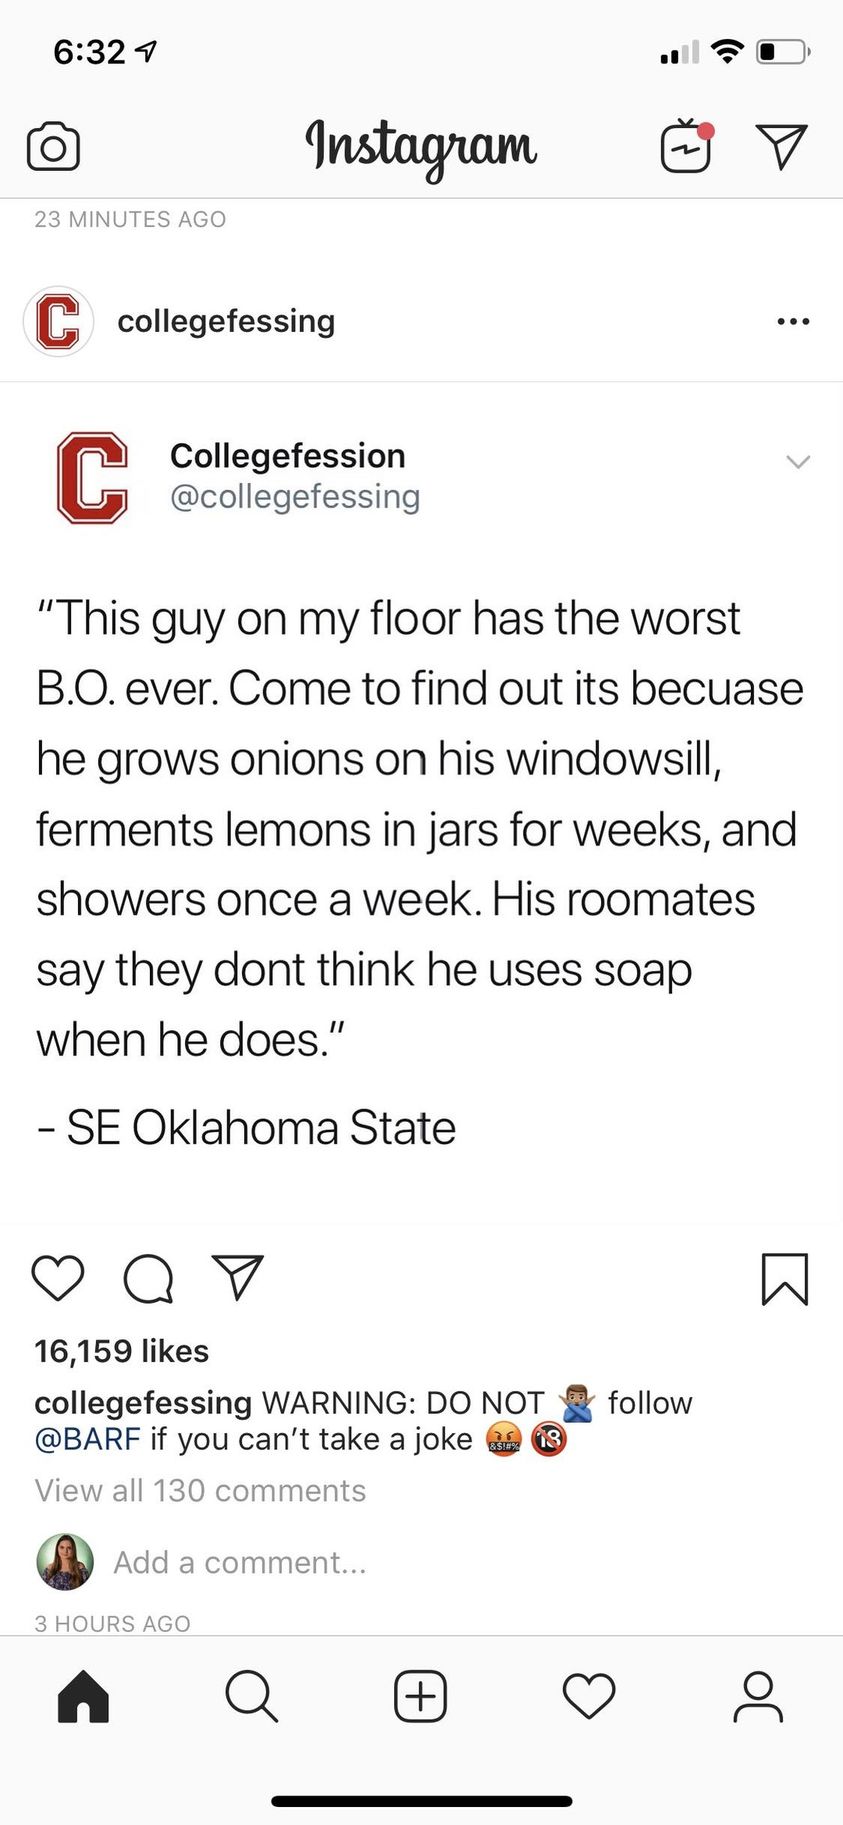 6:32
Instagram
23 MINUTES AGO
C collegefessing
C Collegefession
@collegefessing
“This guy on my floor has the worst
B.O. ever. Come to find out its becuase
he grows onions on his windowsill,
ferments lemons in jars for weeks, and
showers once a week. His roomates
say they dont think he uses soap
when he does.”
- SE Oklahoma State
16,159 likes
collegefessing WARNING: DO NOT 🙅🏽‍♂️ follow
@BARF if you can’t take a joke 🤬🔞
View all 130 comments
Add a comment...
3 HOURS AGO